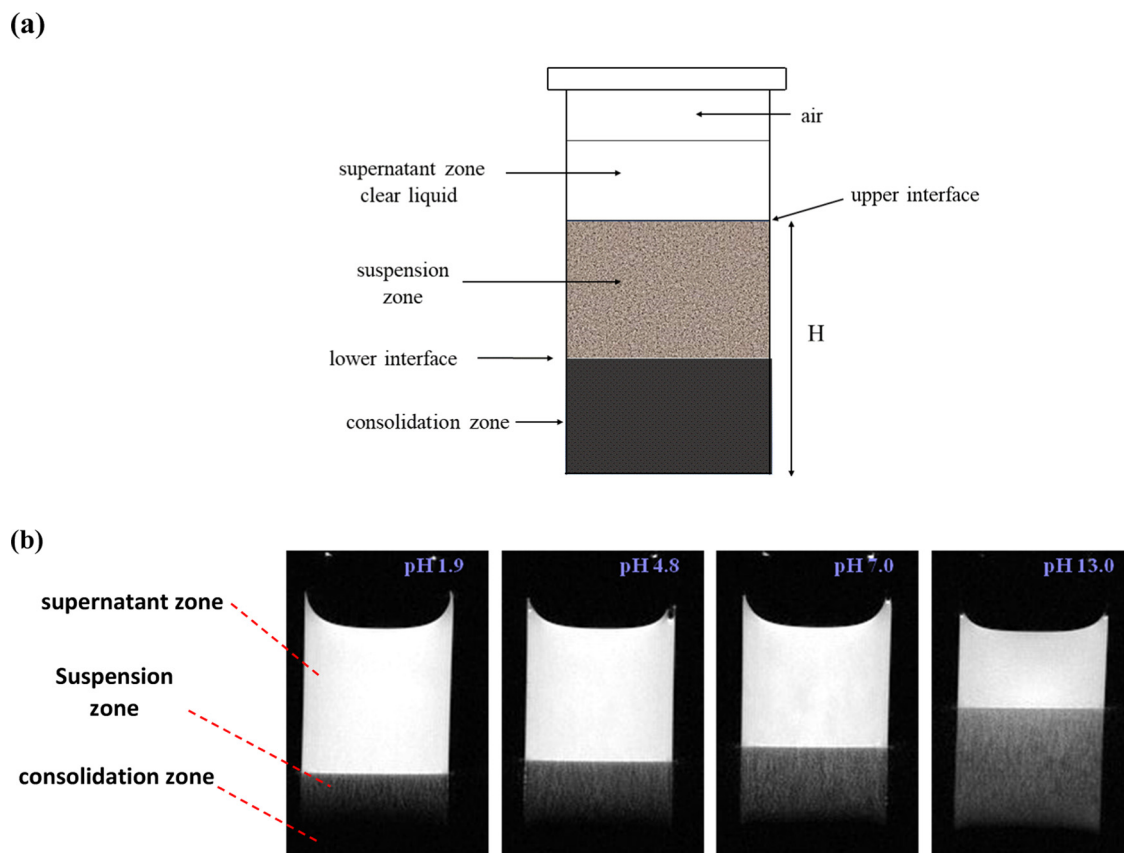 (a)
air
supernatant zone
clear liquid
upper interface
suspension
zone
H
lower interface
consolidation zone
(b)
pH 1.9
pH 4.8
pH 7.0
pH 13.0
supernatant zone
Suspension
zone
consolidation zone